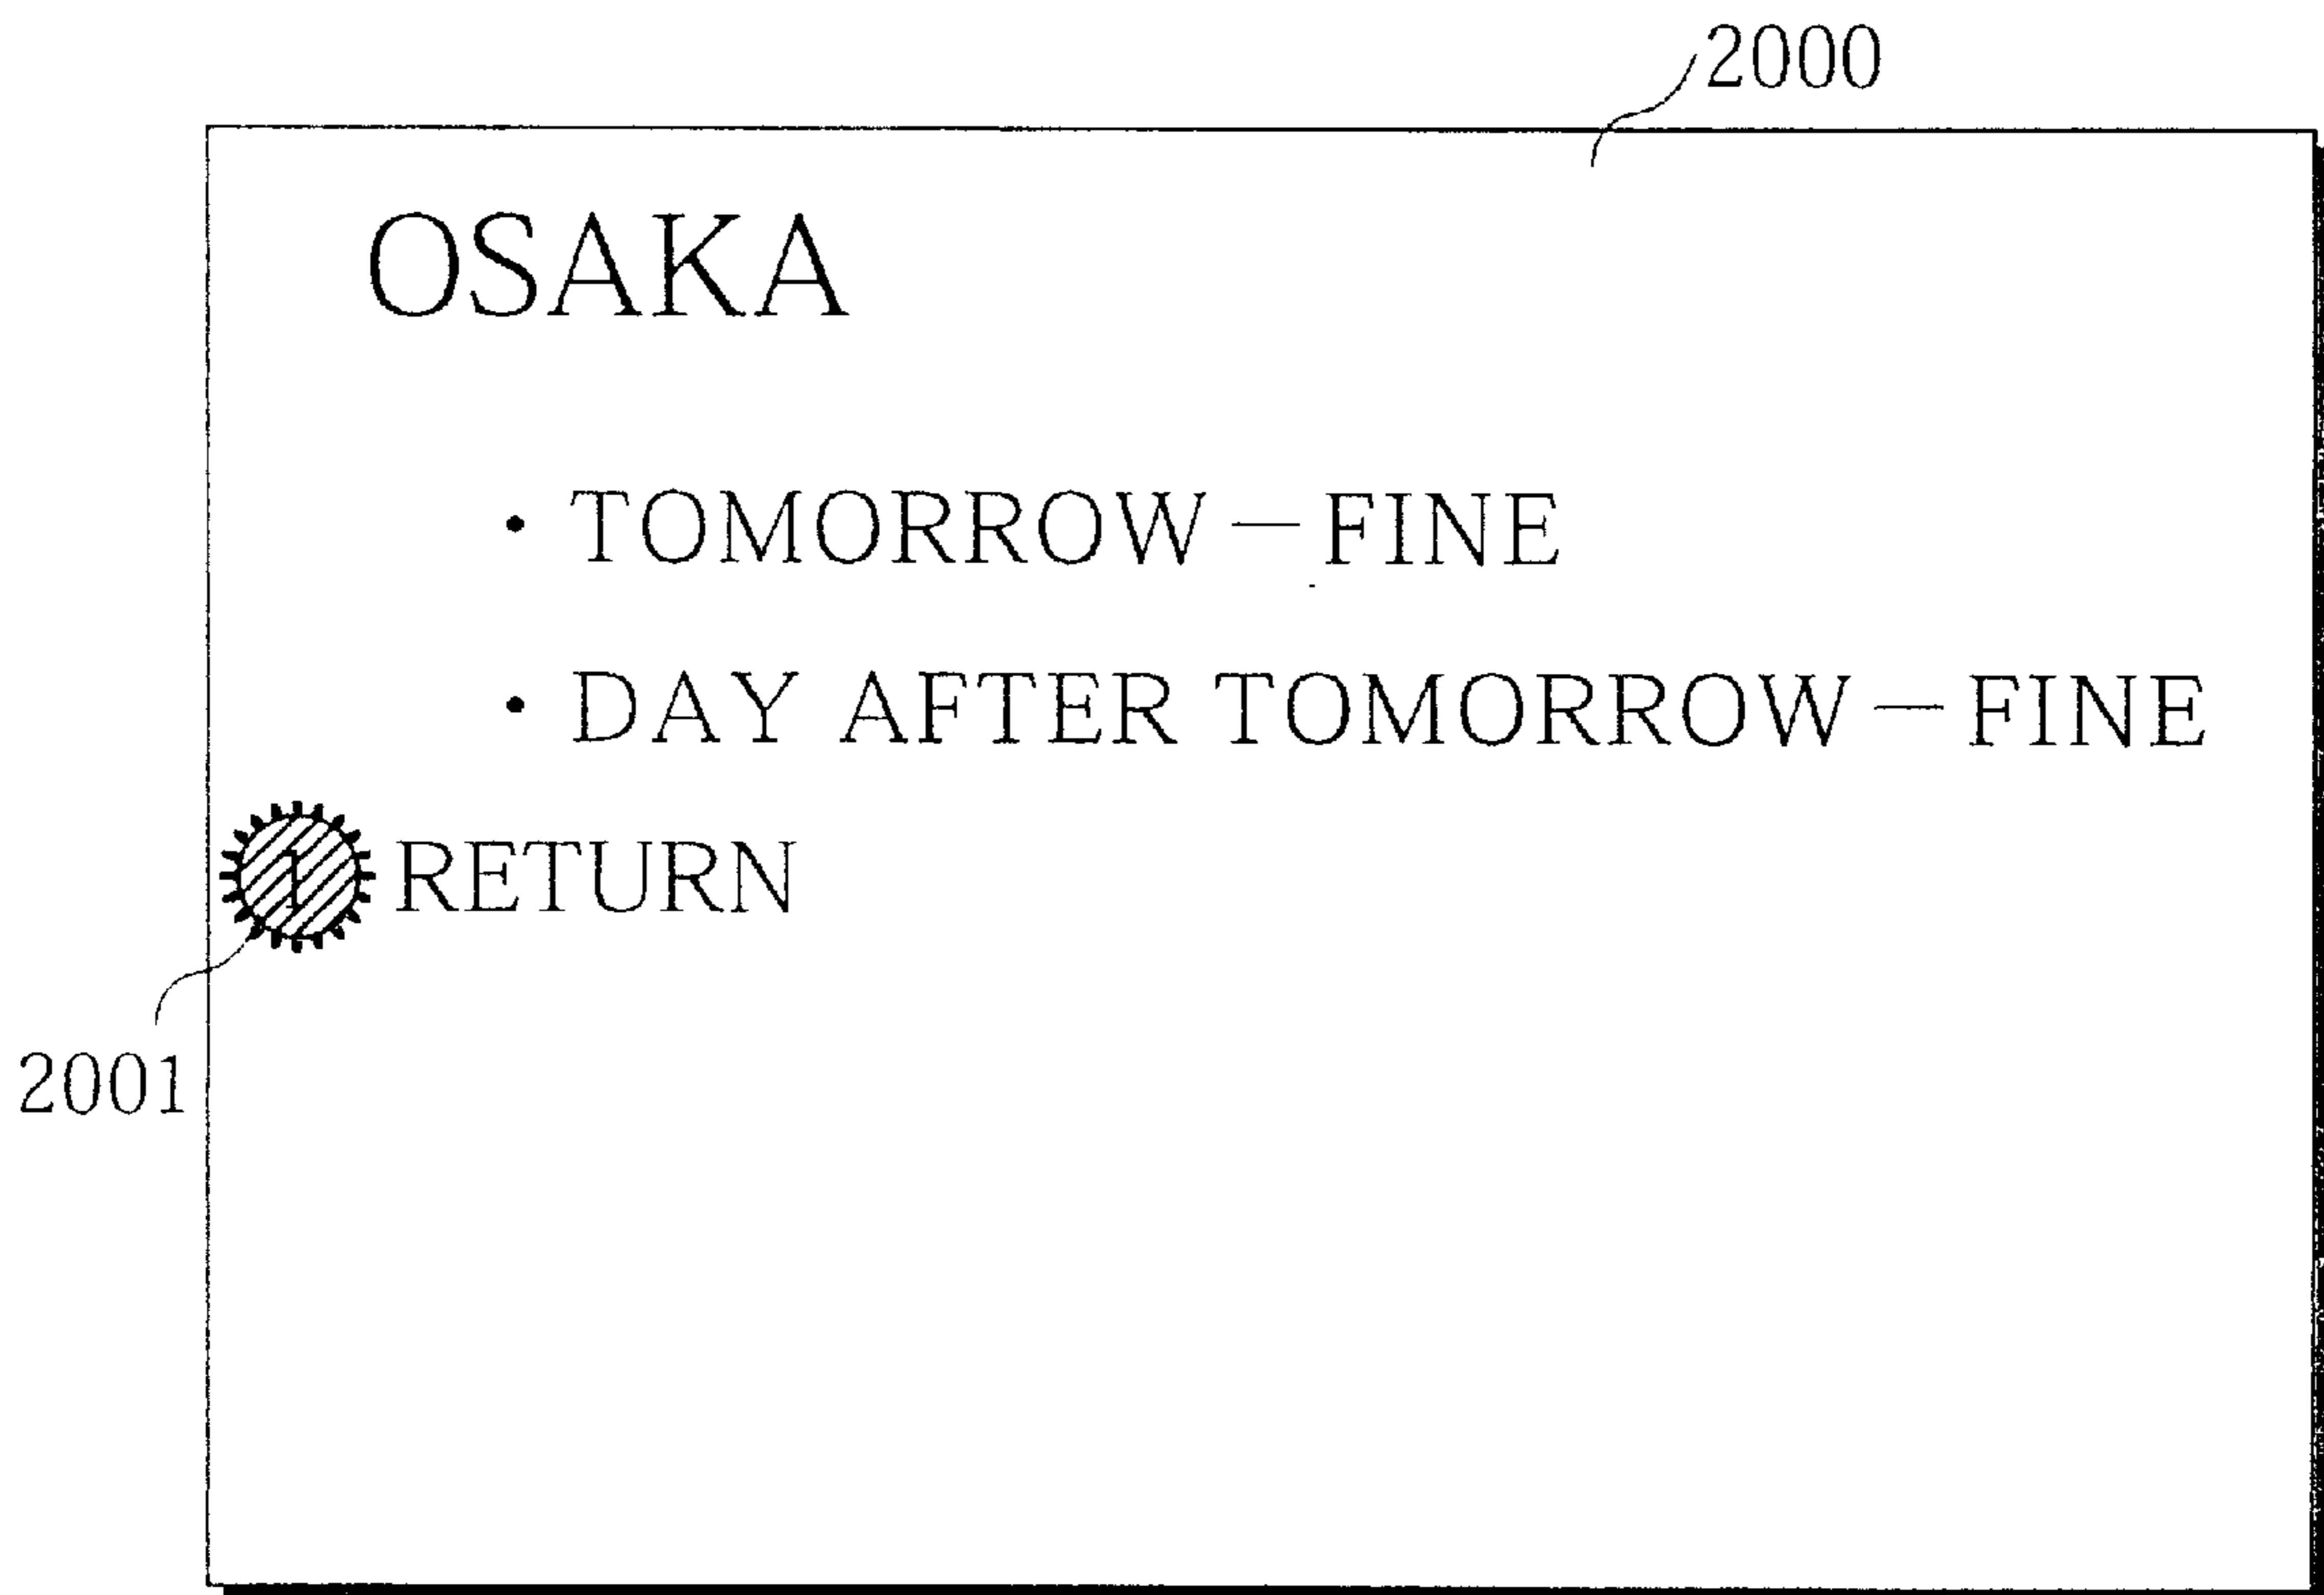 2000
OSAKA
・TOMORROW—FINE
・DAY AFTER TOMORROW—FINE
1 RETURN
2001